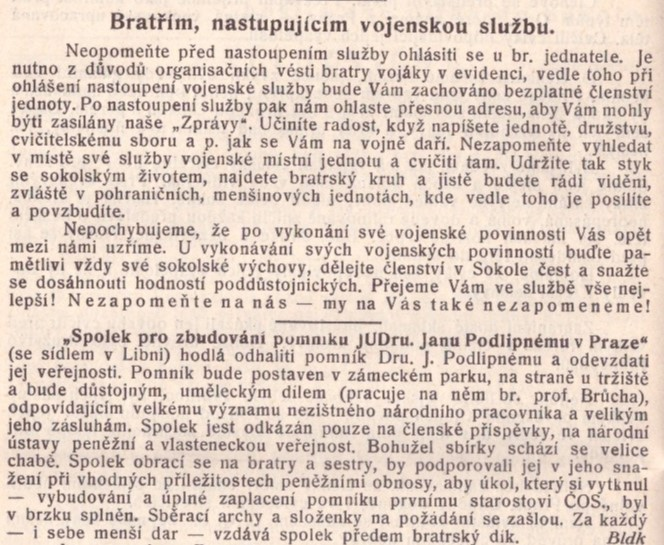 Bratřím, nastupujícím vojenskou službu.
Neopomeňte před nastoupením služby ohlásiti se u br. jednatele. Je
nutno z důvodů organisačních vésti bratry vojáky v evidenci, vedle toho při
ohlášení nastoupení vojenské služby bude Vám zachováno bezplatné členství
jednoty. Po nastoupení služby pak nám ohlaste přesnou adresu, aby Vám mohly
býti zasílány naše „Zprávy“. Učiníte radost, když napíšete jednotě, družstvu,
cvičitelskému sboru a p. jak se Vám na vojně daří. Nezapomeňte vyhledat
v místě své služby vojenské místní jednotu a cvičiti tam. Udržíte tak styk
se sokolským životem, najdete bratrský kruh a jistě budete rádi viděni,
zvláště v pohraničních, menšinových jednotách, kde vedle toho je posílíte
a povzbudíte.
Nepochybujeme, že po vykonání své vojenské povinnosti Vás opět
mezi námi uzříme. U vykonávání svých vojenských povinností buďte pa-
mětlivi vždy své sokolské výchovy, dělejte členství v Sokole čest a snažte
se dosáhnouti hodností poddůstojnických. Přejeme Vám ve službě vše nej-
lepší! Nezapomeňte na nás — my na Vás také nezapomeneme!
„Spolek pro zbudování pomníku JUDru. Janu Podlipnému v Praze“
(se sídlem v Libni) hodlá odhaliti pomník Dru. J. Podlipnému a odevzdati
jej veřejnosti. Pomník bude postaven v zámeckém parku, na straně u tržiště
a bude důstojným, uměleckým dílem (pracuje na něm br. prof. Brůcha),
odpovídajícím velkému významu nezištného národního pracovníka a velikým
jeho zásluhám. Spolek jest odkázán pouze na členské příspěvky, na národní
ústavy peněžní a vlasteneckou veřejnost. Bohužel sbírky schází se velice
chabě. Spolek obrací se na bratry a sestry, by podporovali jej v jeho sna-
žení při vhodných příležitostech peněžními obnosy, aby úkol, který si vytknul
— vybudování a úplné zaplacení pomníku prvnímu starostovi ČOS., byl
v brzku splněn. Sběrací archy a složenky na požádání se zašlou. Za každý
— i sebe menší dar — vzdává spolek předem bratrský dík. Bldk